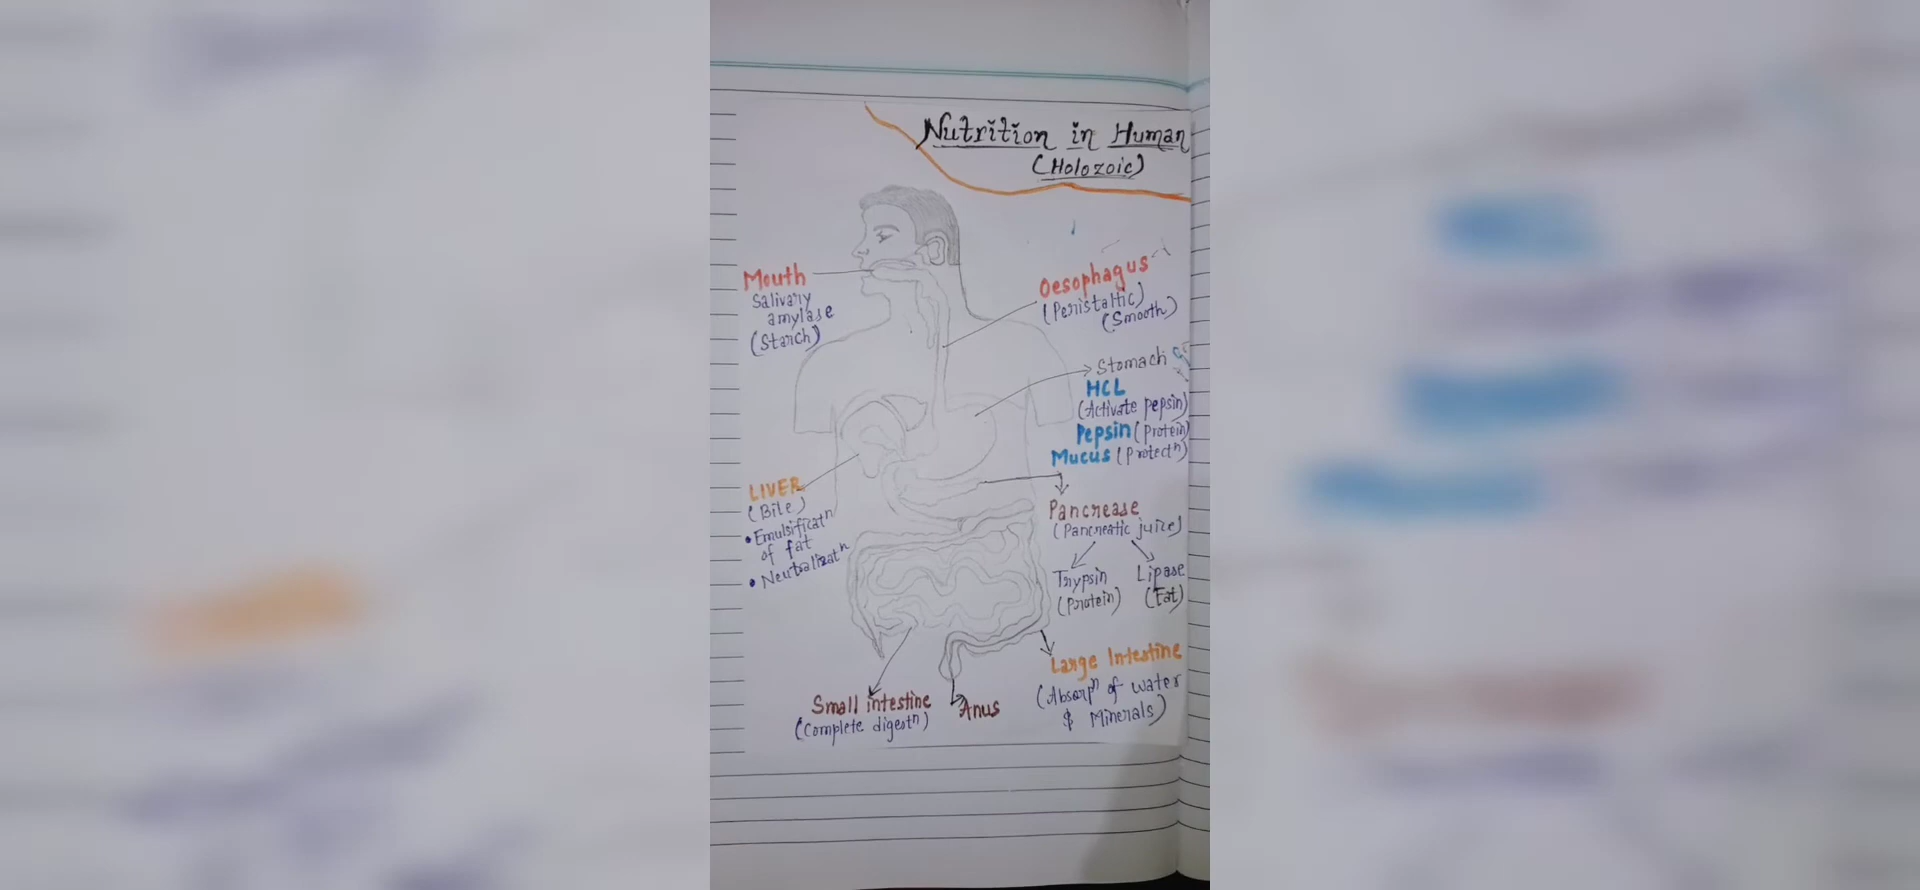 Nutrition in Human
(Holozoic)
Mouth
Salivary
amylase
(Starch)
Oesophagus
(Peristaltic)
(Smooth)
Stomach
HCL
(Activate pepsin)
Pepsin (Protein)
Mucus (Protectⁿ)
LIVER
(Bile)
• Emulsificatⁿ
of fat
• Neutralizatⁿ
Pancrease
(Pancreatic juice)
Trypsin
(Protein)
Lipase
(Fat)
Large Intestine
(Absorpⁿ of water
$ Minerals)
Small intestine
(Complete digestⁿ)
Anus